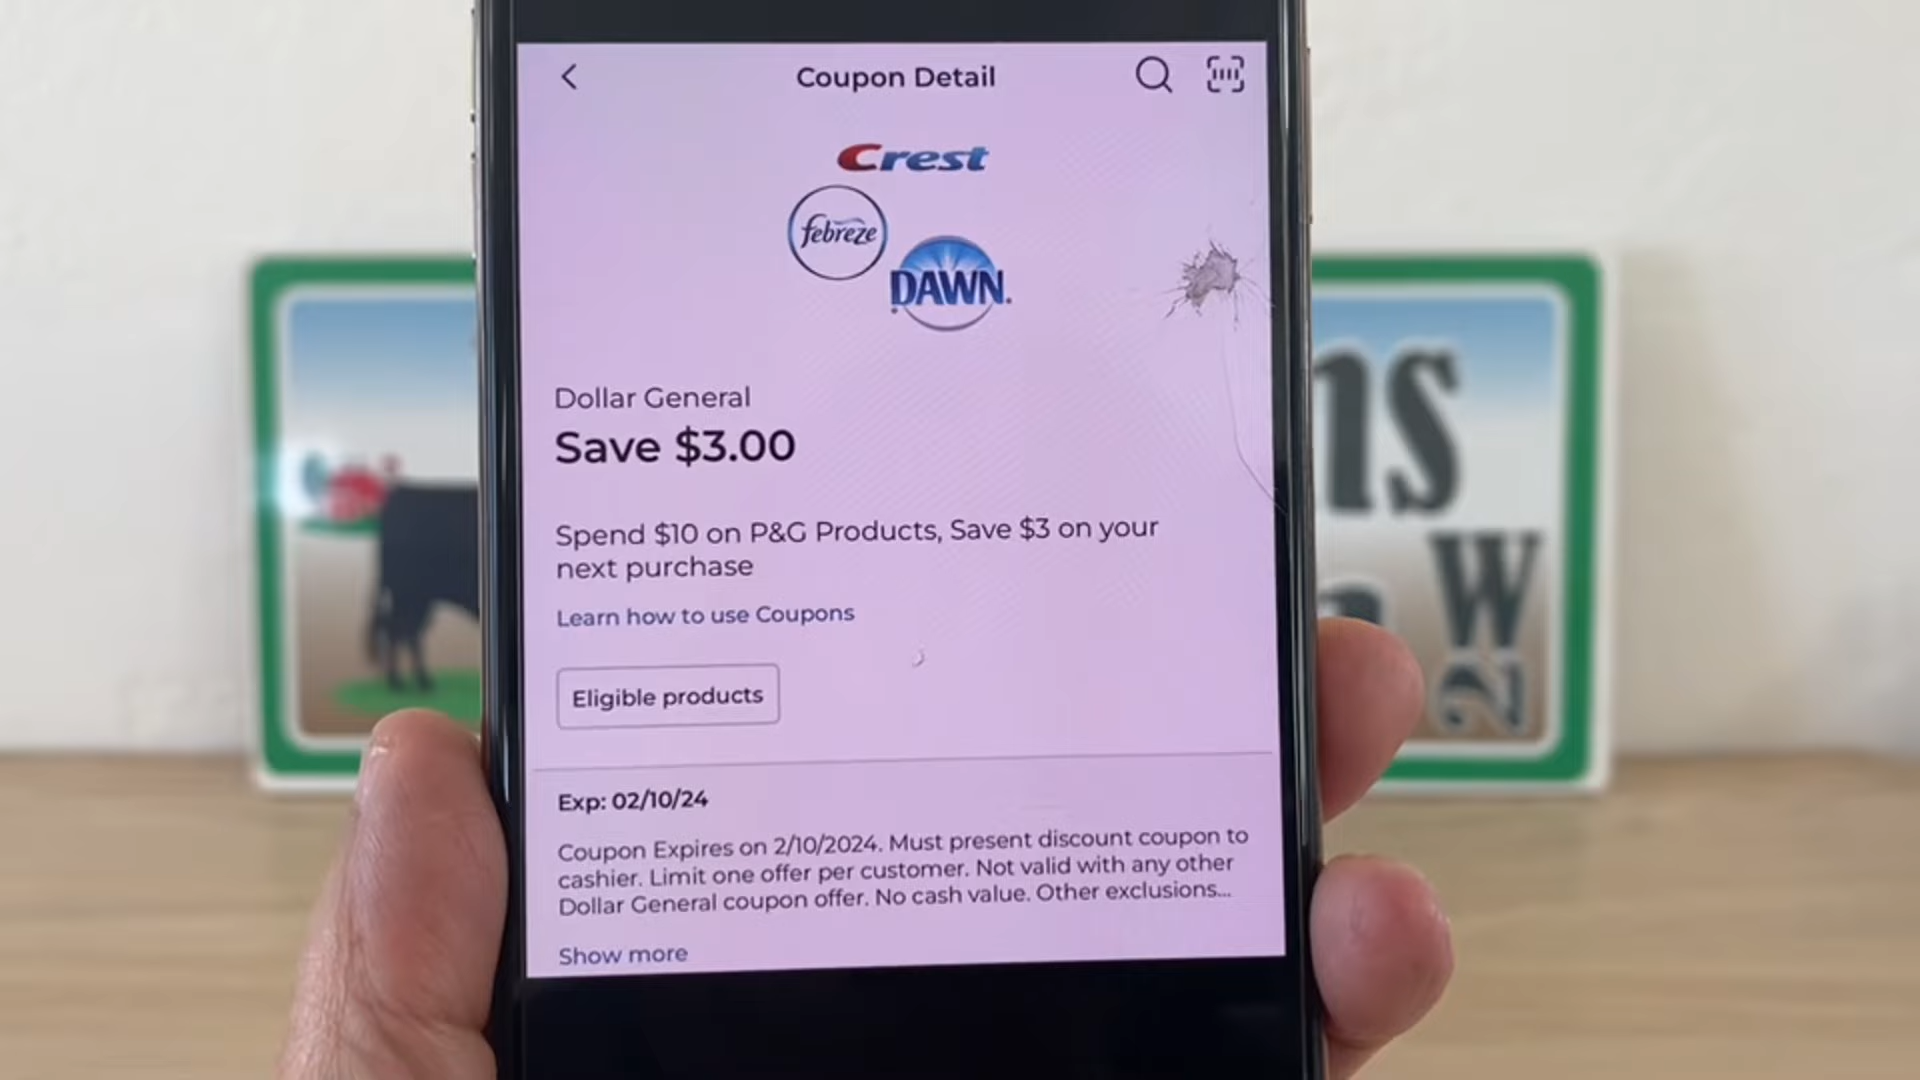 Coupon Detail
Crest
febreze
DAWN.
Dollar General
Save $3.00
Spend $10 on P&G Products, Save $3 on your
next purchase
Learn how to use Coupons
Eligible products
Exp: 02/10/24
Coupon Expires on 2/10/2024. Must present discount coupon to
cashier. Limit one offer per customer. Not valid with any other
Dollar General coupon offer. No cash value. Other exclusions...
Show more
ns
W